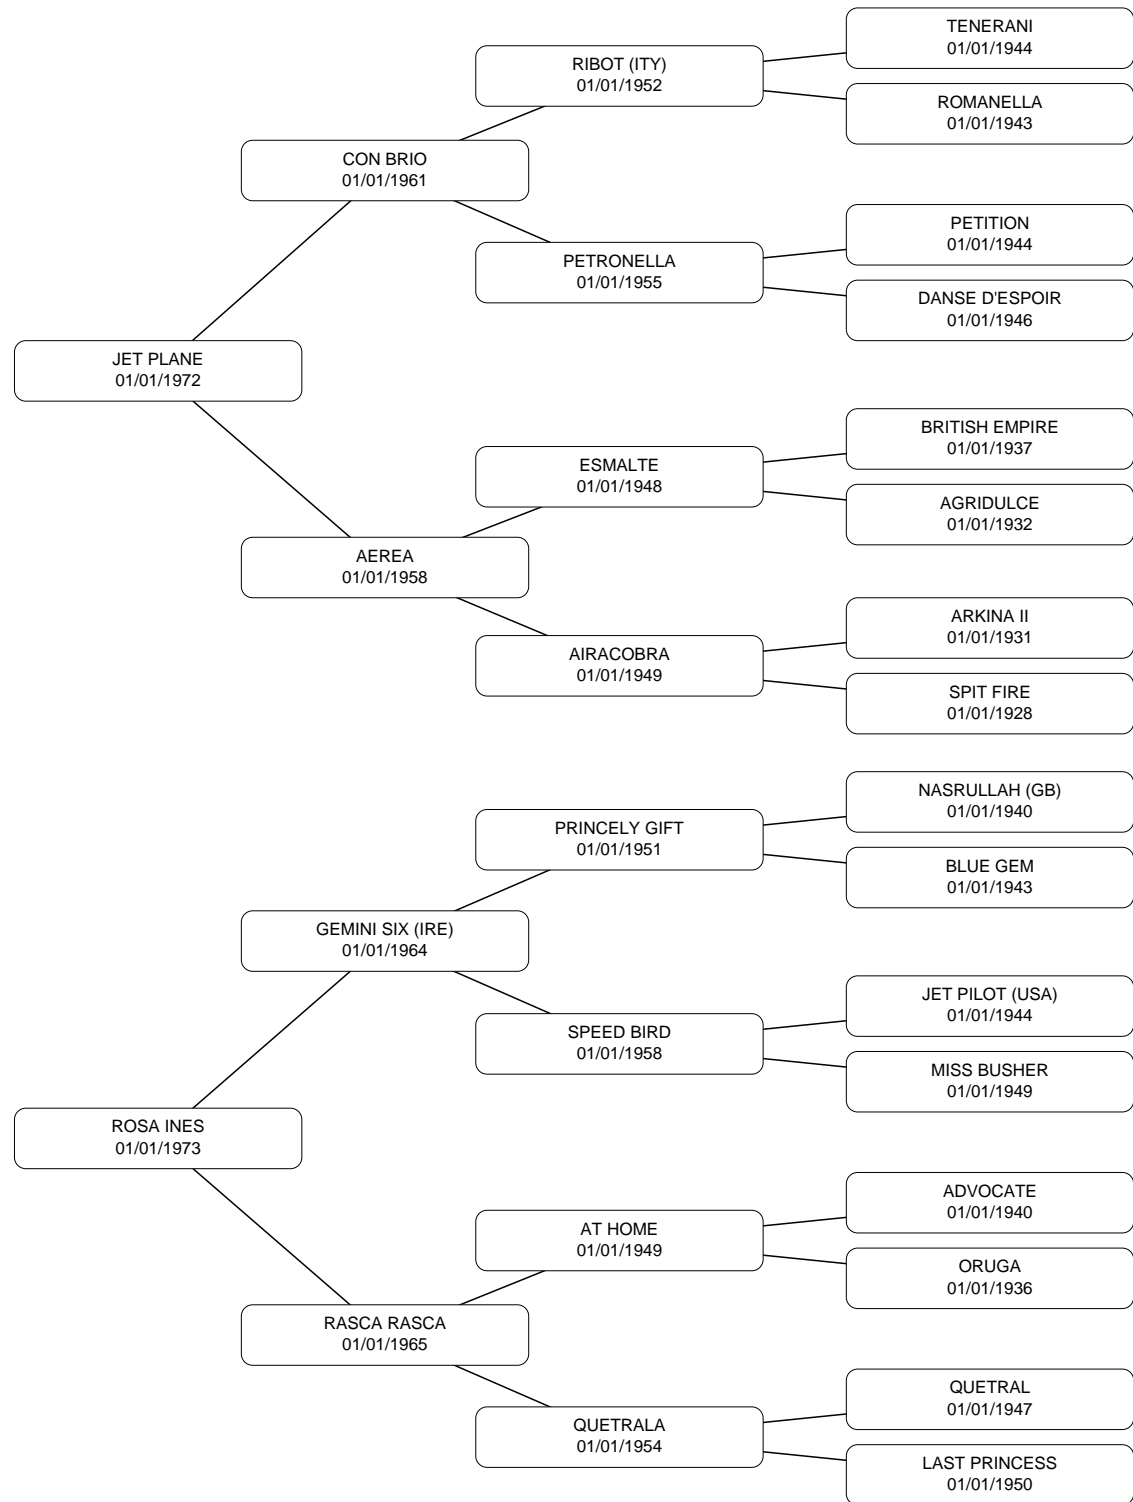 TENERANI
01/01/1944
RIBOT (ITY)
01/01/1952
ROMANELLA
01/01/1943
CON BRIO
01/01/1961
PETITION
01/01/1944
PETRONELLA
01/01/1955
DANSE D'ESPOIR
01/01/1946
JET PLANE
01/01/1972
BRITISH EMPIRE
01/01/1937
ESMALTE
01/01/1948
AGRIDULCE
01/01/1932
AEREA
01/01/1958
ARKINA II
01/01/1931
AIRACOBRA
01/01/1949
SPIT FIRE
01/01/1928
NASRULLAH (GB)
01/01/1940
PRINCELY GIFT
01/01/1951
BLUE GEM
01/01/1943
GEMINI SIX (IRE)
01/01/1964
JET PILOT (USA)
01/01/1944
SPEED BIRD
01/01/1958
MISS BUSHER
01/01/1949
ROSA INES
01/01/1973
ADVOCATE
01/01/1940
AT HOME
01/01/1949
ORUGA
01/01/1936
RASCA RASCA
01/01/1965
QUETRAL
01/01/1947
QUETRALA
01/01/1954
LAST PRINCESS
01/01/1950